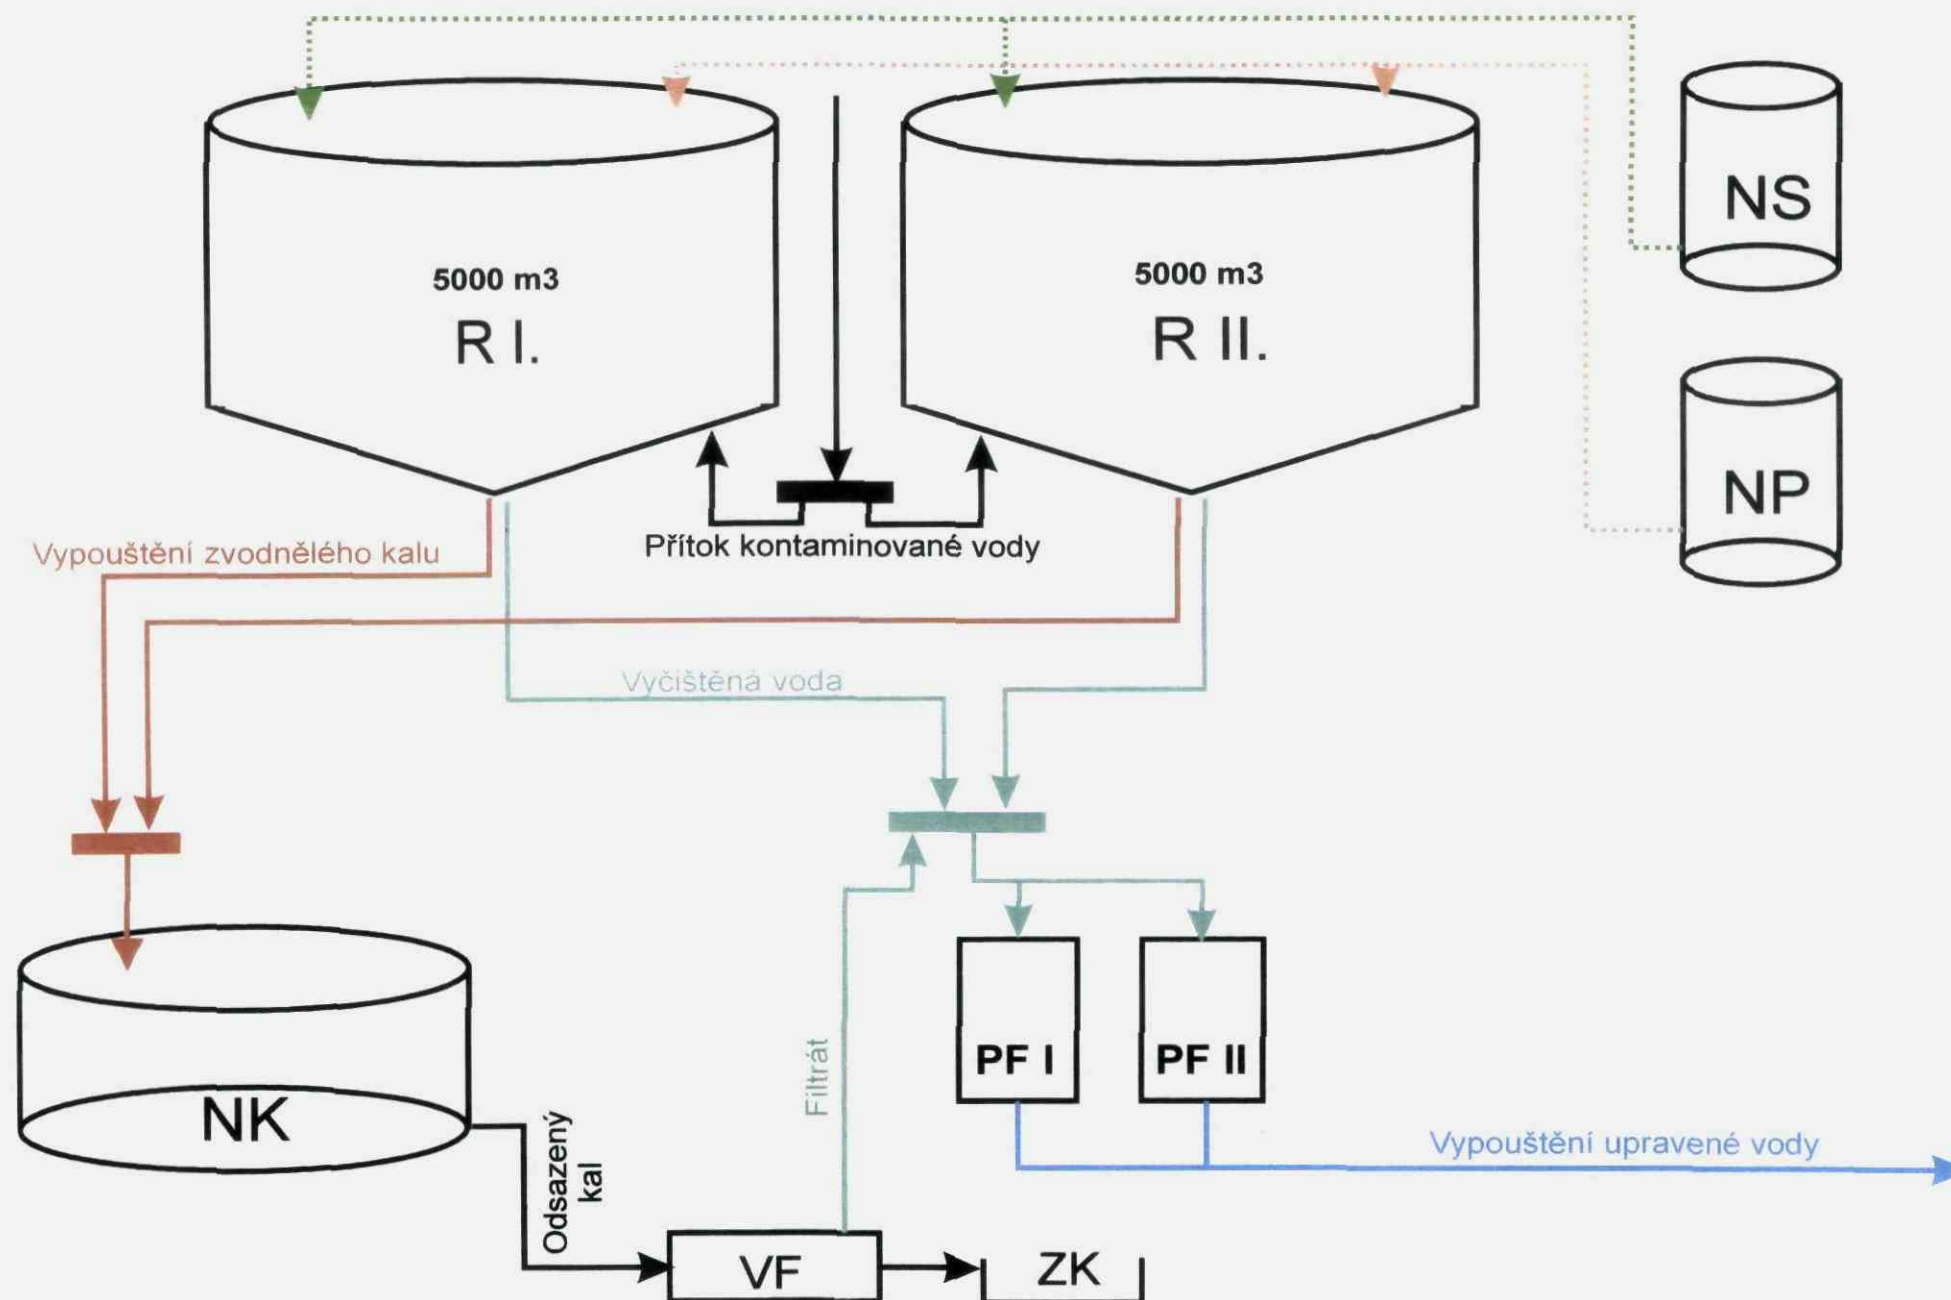 NS
5000 m3
R I.
5000 m3
R II.
NP
Přítok kontaminované vody
Vypouštění zvodnělého kalu
Vyčištěná voda
PF I
PF II
Filtrát
NK
Odsazený
kal
Vypouštění upravené vody
VF
ZK